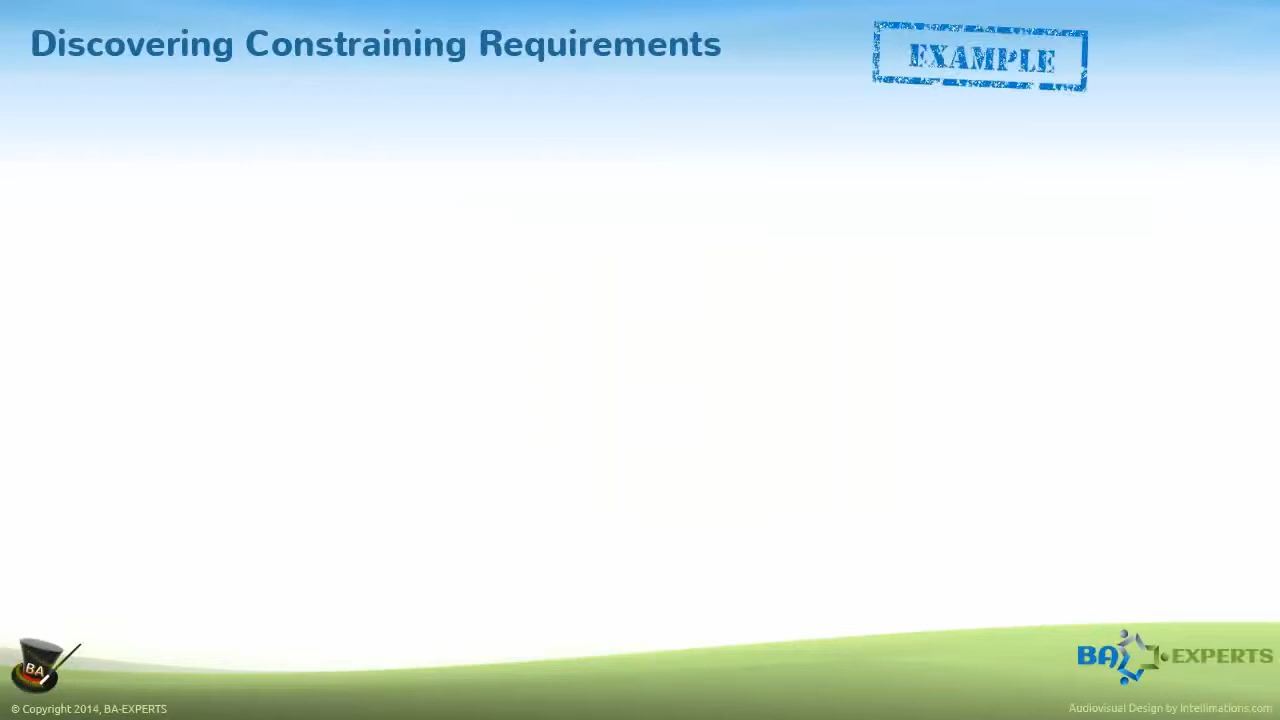 Discovering Constraining Requirements
EXAMPLE
BA
BA EXPERTS
© Copyright 2014, BA-EXPERTS
Audiovisual Design by Intellimations.com